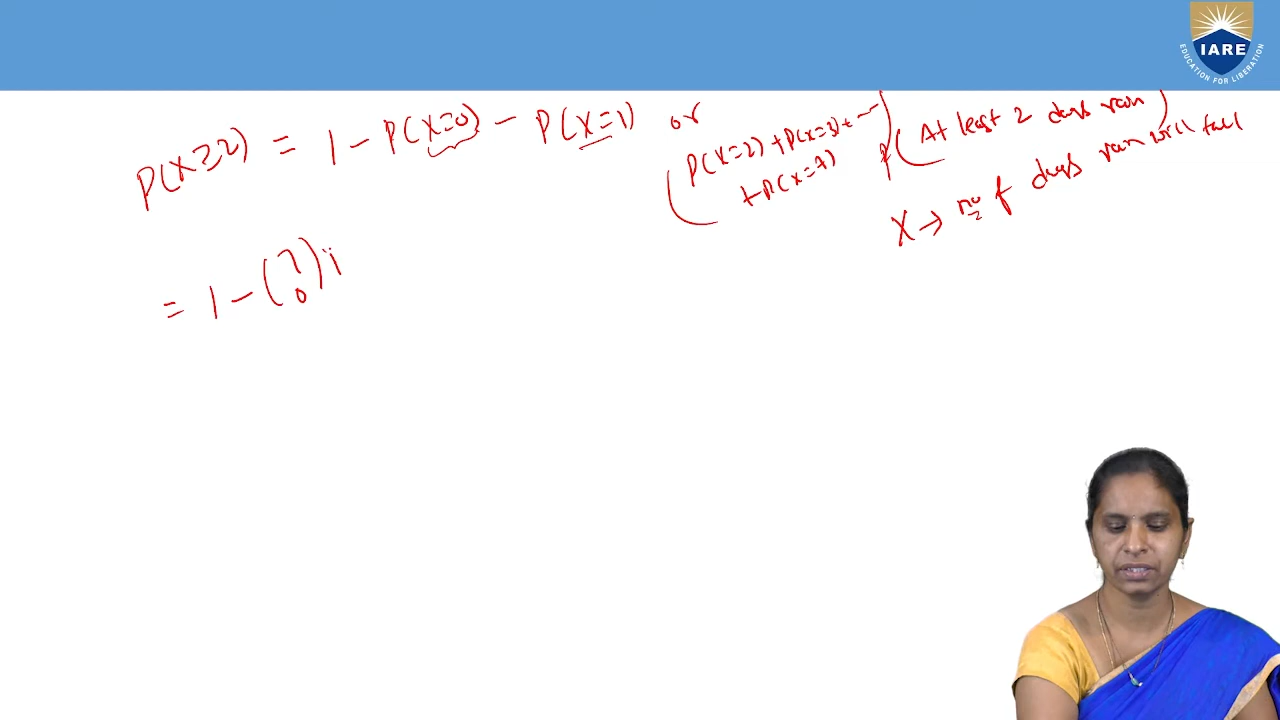 IARE
EDUCATION FOR LIBERATION
P(X≥2) = 1 - P(X=0) - P(X=1) or
(P(X=2) + P(X=3) + ---
+ P(X=7)
P(At least 2 days rain)
X → no of days rain will fall
= 1 - (7 0) i